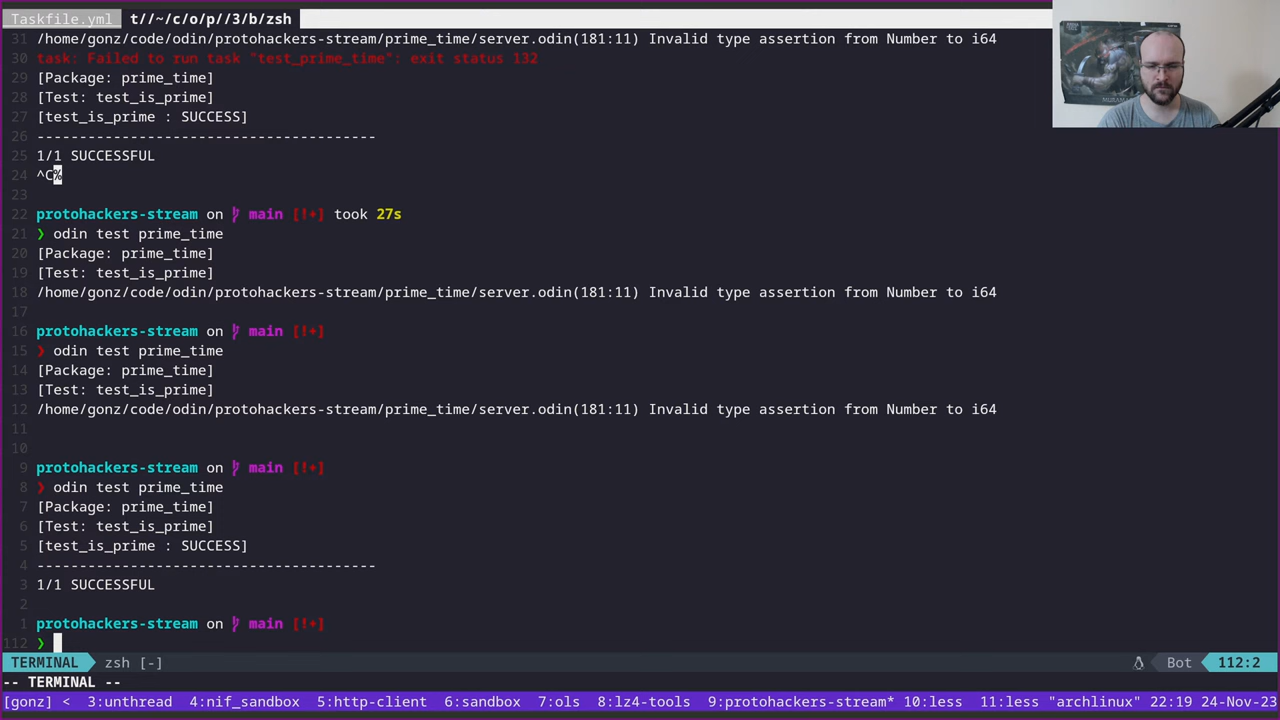 Taskfile.yml t//~/c/o/p//3/b/zsh
31 /home/gonz/code/odin/protohackers-stream/prime_time/server.odin(181:11) Invalid type assertion from Number to i64
30 task: Failed to run task "test_prime_time": exit status 132
29 [Package: prime_time]
28 [Test: test_is_prime]
27 [test_is_prime : SUCCESS]
26 ----------------------------------------
25 1/1 SUCCESSFUL
24 ^C%
23
22 protohackers-stream on main [!+] took 27s
21 ❯ odin test prime_time
20 [Package: prime_time]
19 [Test: test_is_prime]
18 /home/gonz/code/odin/protohackers-stream/prime_time/server.odin(181:11) Invalid type assertion from Number to i64
17
16 protohackers-stream on main [!+]
15 ❯ odin test prime_time
14 [Package: prime_time]
13 [Test: test_is_prime]
12 /home/gonz/code/odin/protohackers-stream/prime_time/server.odin(181:11) Invalid type assertion from Number to i64
11
10
9 protohackers-stream on main [!+]
8 ❯ odin test prime_time
7 [Package: prime_time]
6 [Test: test_is_prime]
5 [test_is_prime : SUCCESS]
4 ----------------------------------------
3 1/1 SUCCESSFUL
2
1 protohackers-stream on main [!+]
112 ❯
TERMINAL zsh [-] Bot 112:2
-- TERMINAL --
[gonz] < 3:unthread 4:nif_sandbox 5:http-client 6:sandbox 7:ols 8:lz4-tools 9:protohackers-stream* 10:less 11:less "archlinux" 22:19 24-Nov-23